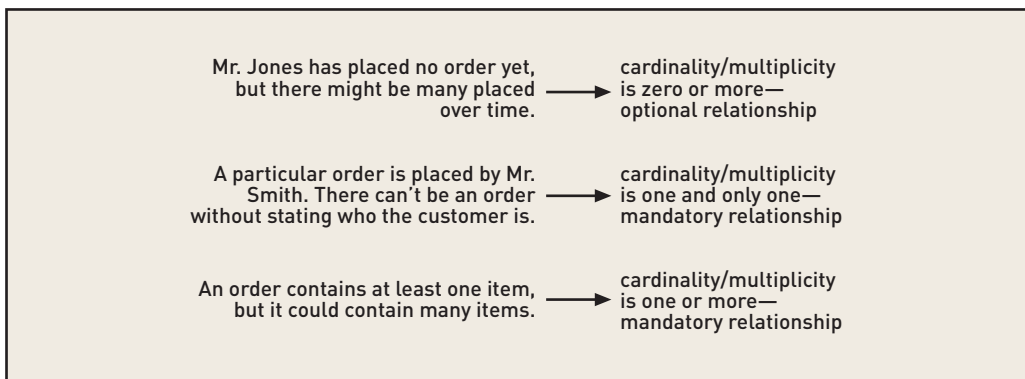 Mr. Jones has placed no order yet,
but there might be many placed
over time.
cardinality/multiplicity
is zero or more—
optional relationship
A particular order is placed by Mr.
Smith. There can't be an order
without stating who the customer is.
cardinality/multiplicity
is one and only one—
mandatory relationship
An order contains at least one item,
but it could contain many items.
cardinality/multiplicity
is one or more—
mandatory relationship